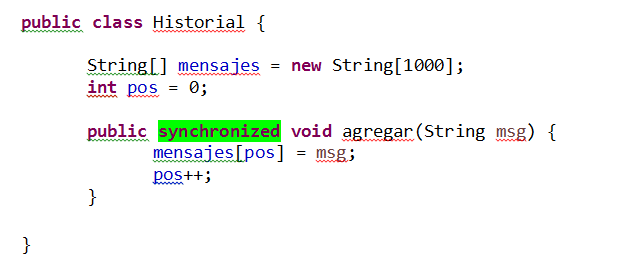 public class Historial {
String[] mensajes = new String[1000];
int pos = 0;
public synchronized void agregar(String msg) {
mensajes[pos] = msg;
pos++;
}
}